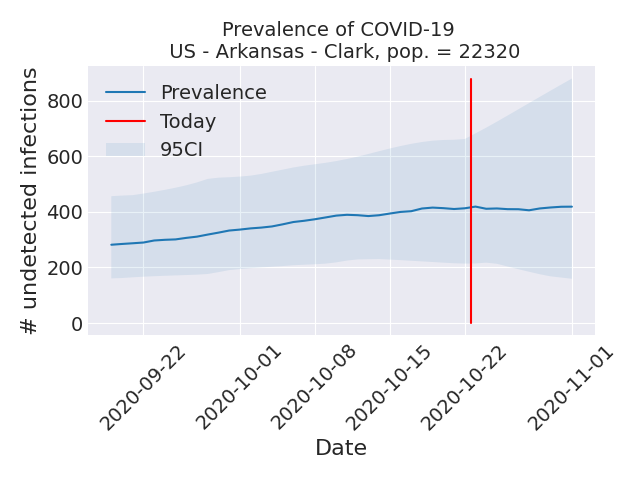 Prevalence of COVID-19
US - Arkansas - Clark, pop. = 22320
# undetected infections
800
600
400
200
0
Prevalence
Today
95CI
2020-09-22
2020-10-01
2020-10-08
2020-10-15
2020-10-22
2020-11-01
Date